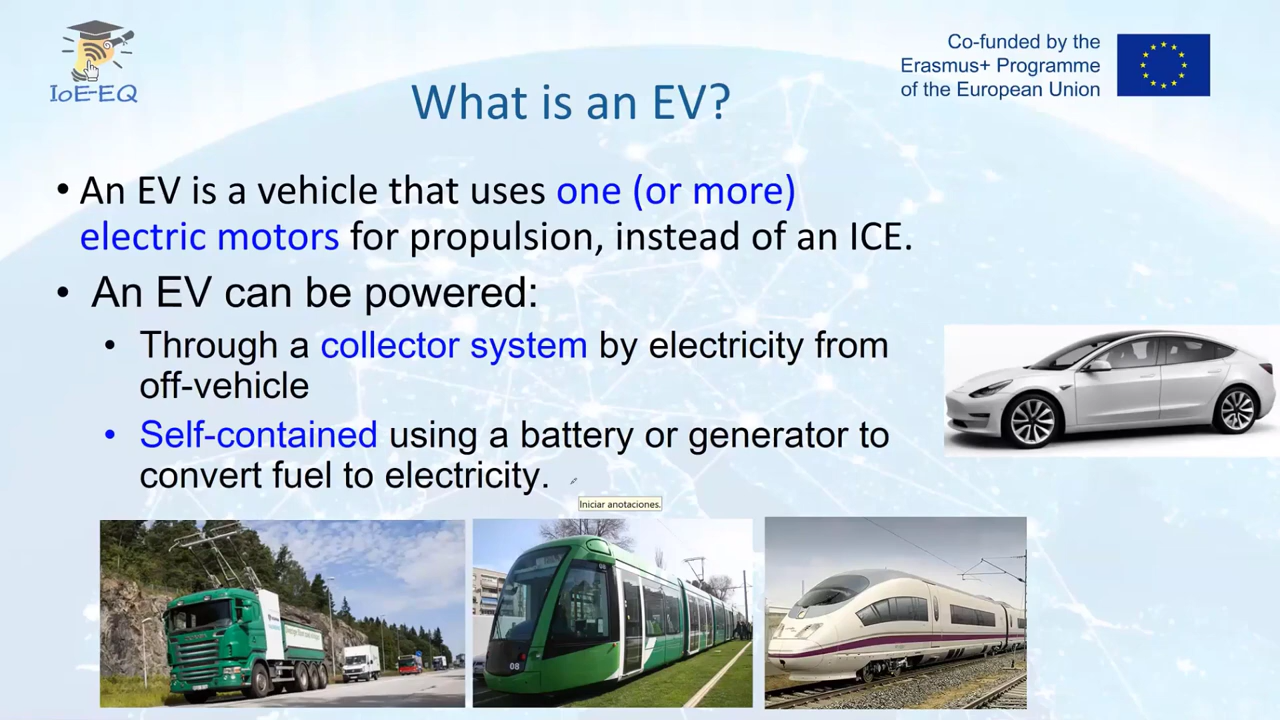 IoE-EQ
Co-funded by the
Erasmus+ Programme
of the European Union
What is an EV?
• An EV is a vehicle that uses one (or more)
electric motors for propulsion, instead of an ICE.
• An EV can be powered:
• Through a collector system by electricity from
off-vehicle
• Self-contained using a battery or generator to
convert fuel to electricity.
Iniciar anotaciones.
SCANIA
08
08